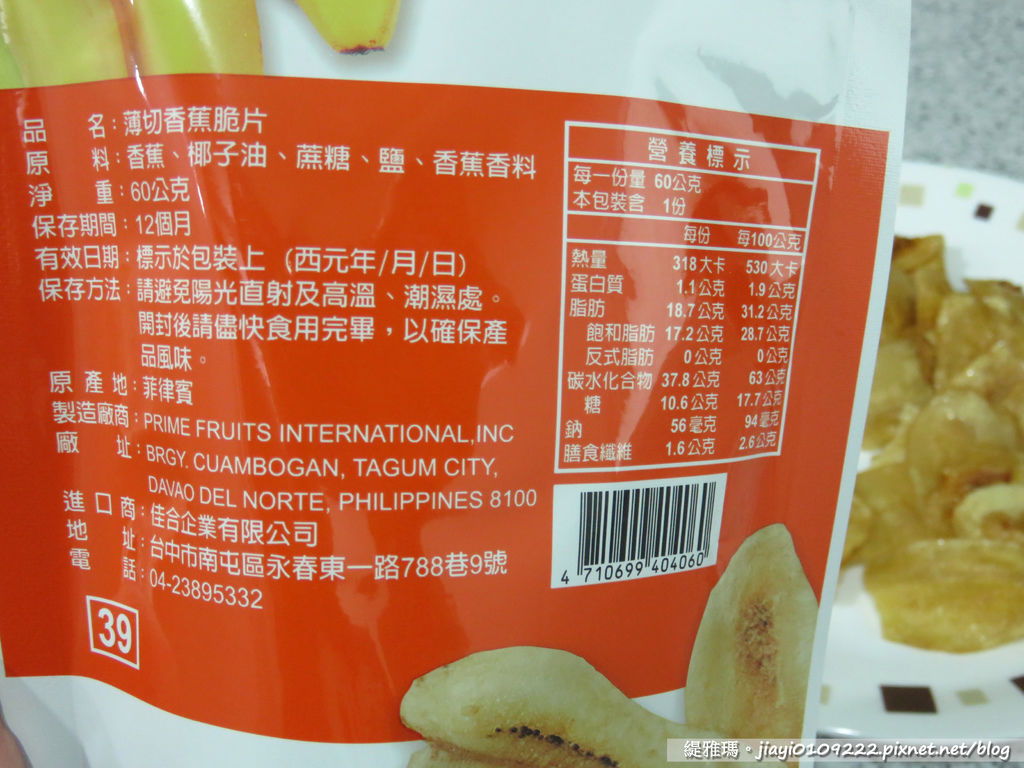 品 名：薄切香蕉脆片
原 料：香蕉、椰子油、蔗糖、鹽、香蕉香料
淨 重：60公克
保存期間：12個月
有效日期：標示於包裝上（西元年/月/日）
保存方法：請避免陽光直射及高溫、潮濕處。
開封後請儘快食用完畢，以確保產
品風味。
原 產 地：菲律賓
製造廠商：PRIME FRUITS INTERNATIONAL,INC
廠 址：BRGY. CUAMBOGAN, TAGUM CITY,
DAVAO DEL NORTE, PHILIPPINES 8100
進 口 商：佳合企業有限公司
地 址：台中市南屯區永春東一路788巷9號
電 話：04-23895332
39
營養標示
每一份量 60公克
本包裝含 1份
每份 每100公克
熱量 318大卡 530大卡
蛋白質 1.1公克 1.9公克
脂肪 18.7公克 31.2公克
飽和脂肪 17.2公克 28.7公克
反式脂肪 0公克 0公克
碳水化合物 37.8公克 63公克
糖 10.6公克 17.7公克
鈉 56毫克 94毫克
膳食纖維 1.6公克 2.6公克
4 710699 404060
緹雅瑪。jiayi0109222.pixnet.net/blog